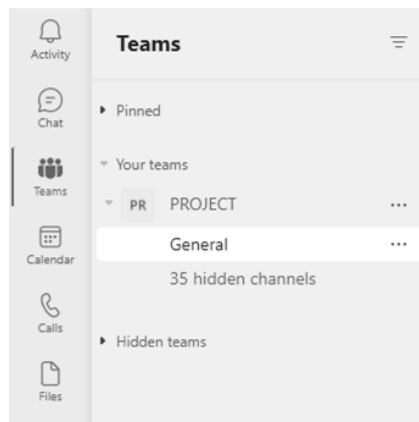 Activity
Chat
Teams
Calendar
Calls
Files
Teams
Pinned
Your teams
PR PROJECT ...
General ...
35 hidden channels
Hidden teams